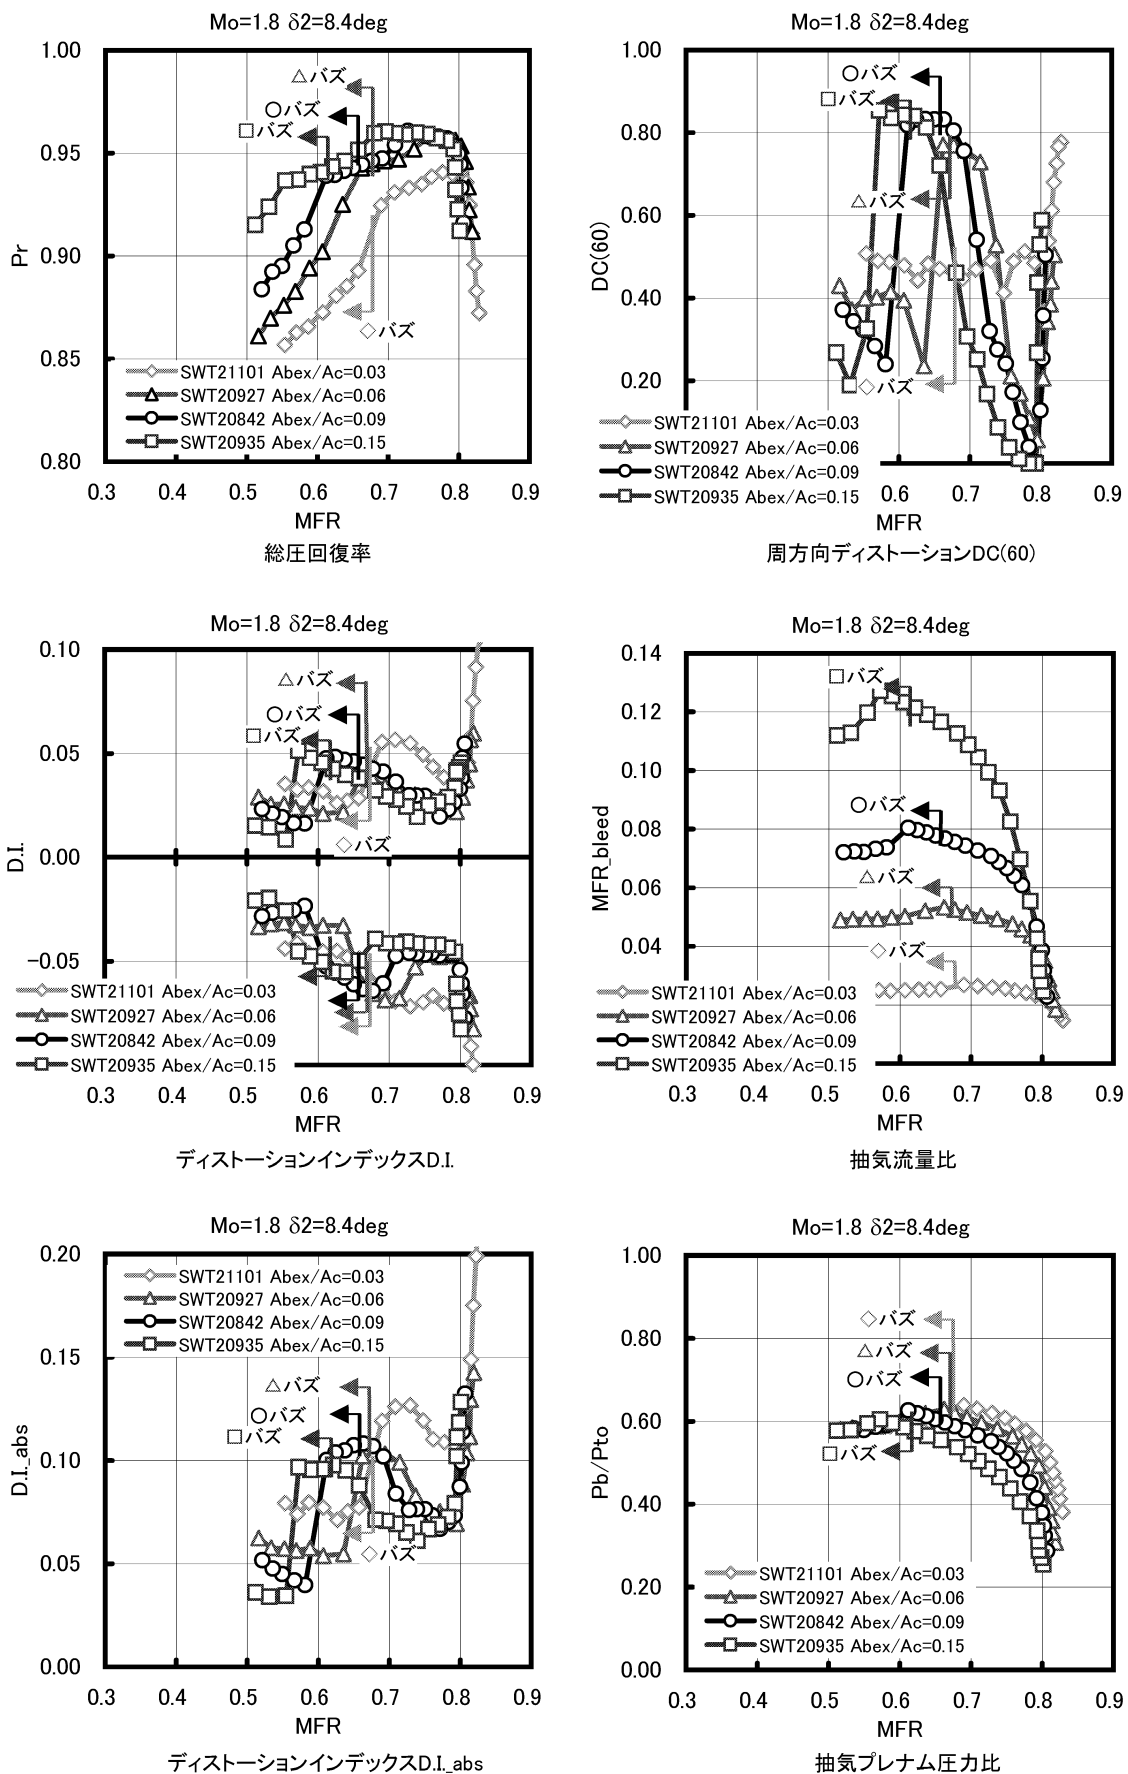 Mo=1.8 δ2=8.4deg
1.00
0.95
0.90
0.85
0.80
Pr
△バズ
○バズ
□バズ
◇バズ
SWT21101 Abex/Ac=0.03
SWT20927 Abex/Ac=0.06
SWT20842 Abex/Ac=0.09
SWT20935 Abex/Ac=0.15
0.3 0.4 0.5 0.6 0.7 0.8 0.9
MFR
総圧回復率
Mo=1.8 δ2=8.4deg
1.00
0.80
0.60
0.40
0.20
DC(60)
○バズ
□バズ
△バズ
□バズ
SWT21101 Abex/Ac=0.03
SWT20927 Abex/Ac=0.06
SWT20842 Abex/Ac=0.09
SWT20935 Abex/Ac=0.15
0.6 0.7 0.8 0.9
MFR
周方向ディストーションDC(60)
Mo=1.8 δ2=8.4deg
0.10
0.05
0.00
-0.05
D.I.
△バズ
○バズ
□バズ
◇バズ
SWT21101 Abex/Ac=0.03
SWT20927 Abex/Ac=0.06
SWT20842 Abex/Ac=0.09
SWT20935 Abex/Ac=0.15
0.3 0.4 0.5 0.6 0.7 0.8 0.9
MFR
ディストーションインデックスD.I.
Mo=1.8 δ2=8.4deg
0.14
0.12
0.10
0.08
0.06
0.04
MFR_bleed
□バズ
○バズ
△バズ
◇バズ
SWT21101 Abex/Ac=0.03
SWT20927 Abex/Ac=0.06
SWT20842 Abex/Ac=0.09
SWT20935 Abex/Ac=0.15
0.3 0.4 0.5 0.6 0.7 0.8 0.9
MFR
抽気流量比
Mo=1.8 δ2=8.4deg
0.20
0.15
0.10
0.05
0.00
D.I._abs
SWT21101 Abex/Ac=0.03
SWT20927 Abex/Ac=0.06
SWT20842 Abex/Ac=0.09
SWT20935 Abex/Ac=0.15
△バズ
○バズ
□バズ
◇バズ
0.3 0.4 0.5 0.6 0.7 0.8 0.9
MFR
ディストーションインデックスD.I._abs
Mo=1.8 δ2=8.4deg
1.00
0.80
0.60
0.40
0.20
0.00
Pb/Pto
◇バズ
△バズ
○バズ
□バズ
SWT21101 Abex/Ac=0.03
SWT20927 Abex/Ac=0.06
SWT20842 Abex/Ac=0.09
SWT20935 Abex/Ac=0.15
0.3 0.4 0.5 0.6 0.7 0.8 0.9
MFR
抽気プレナム圧力比